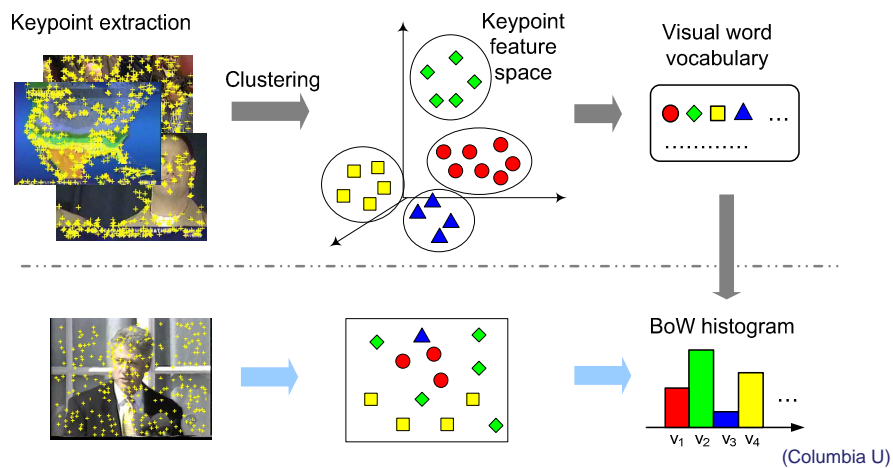 Keypoint extraction
Clustering
Keypoint
feature
space
Visual word
vocabulary
...
............
BoW histogram
...
v1 v2 v3 v4
(Columbia U)